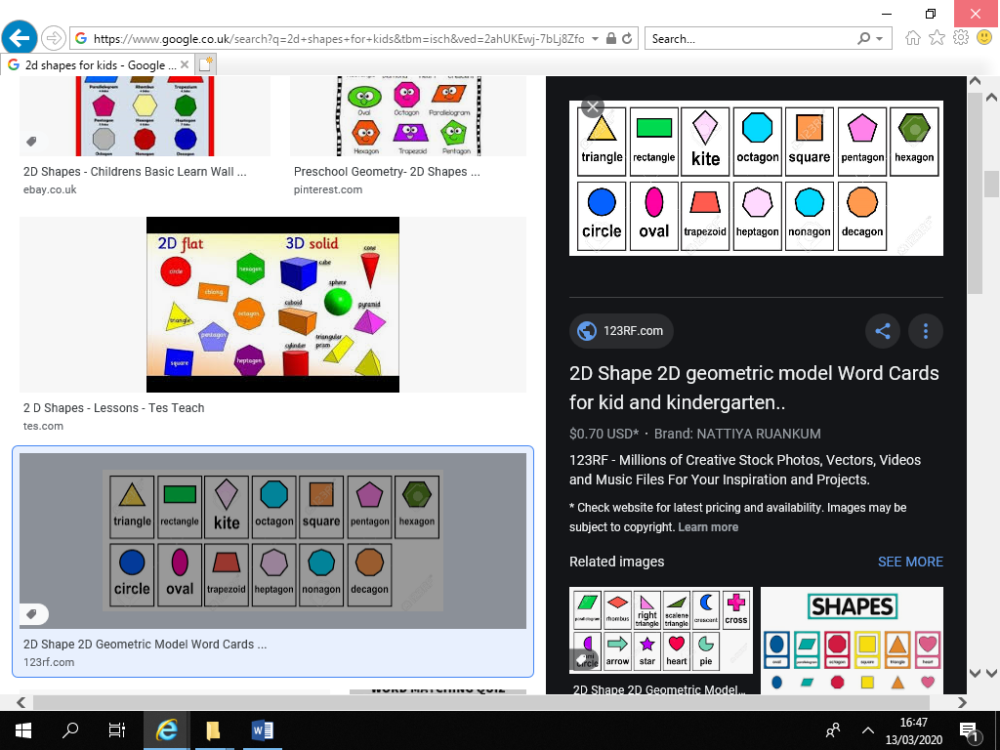 https://www.google.co.uk/search?q=2d+shapes+for+kids&tbm=isch&ved=2ahUKEwj-7bLj8Zfo
Search...
2d shapes for kids - Google ...
Parallelogram
Rhombus
Trapezium
Pentagon
Hexagon
Heptagon
Oval
Octagon
Parallelogram
Hexagon
Trapezoid
Pentagon
2D Shapes - Childrens Basic Learn Wall ...
ebay.co.uk
Preschool Geometry- 2D Shapes ...
pinterest.com
2D flat
3D solid
circle
hexagon
cube
cone
oblong
sphere
triangle
octagon
cuboid
pyramid
pentagon
square
heptagon
cylinder
triangular
prism
2 D Shapes - Lessons - Tes Teach
tes.com
triangle rectangle kite octagon square pentagon hexagon
circle oval trapezoid heptagon nonagon decagon
2D Shape 2D Geometric Model Word Cards ...
123rf.com
WORD MATCHING QUIZ
triangle rectangle kite octagon square pentagon hexagon
circle oval trapezoid heptagon nonagon decagon
123RF.com
2D Shape 2D geometric model Word Cards
for kid and kindergarten..
$0.70 USD* · Brand: NATTIYA RUANKUM
123RF - Millions of Creative Stock Photos, Vectors, Videos
and Music Files For Your Inspiration and Projects.
* Check website for latest pricing and availability. Images may be
subject to copyright. Learn more
Related images
SEE MORE
parallelogram rhombus right triangle scalene triangle crescent cross
circle arrow star heart pie
2D Shape 2D Geometric Model...
SHAPES
oval parallelogram octagon square triangle heart
16:47
13/03/2020
1